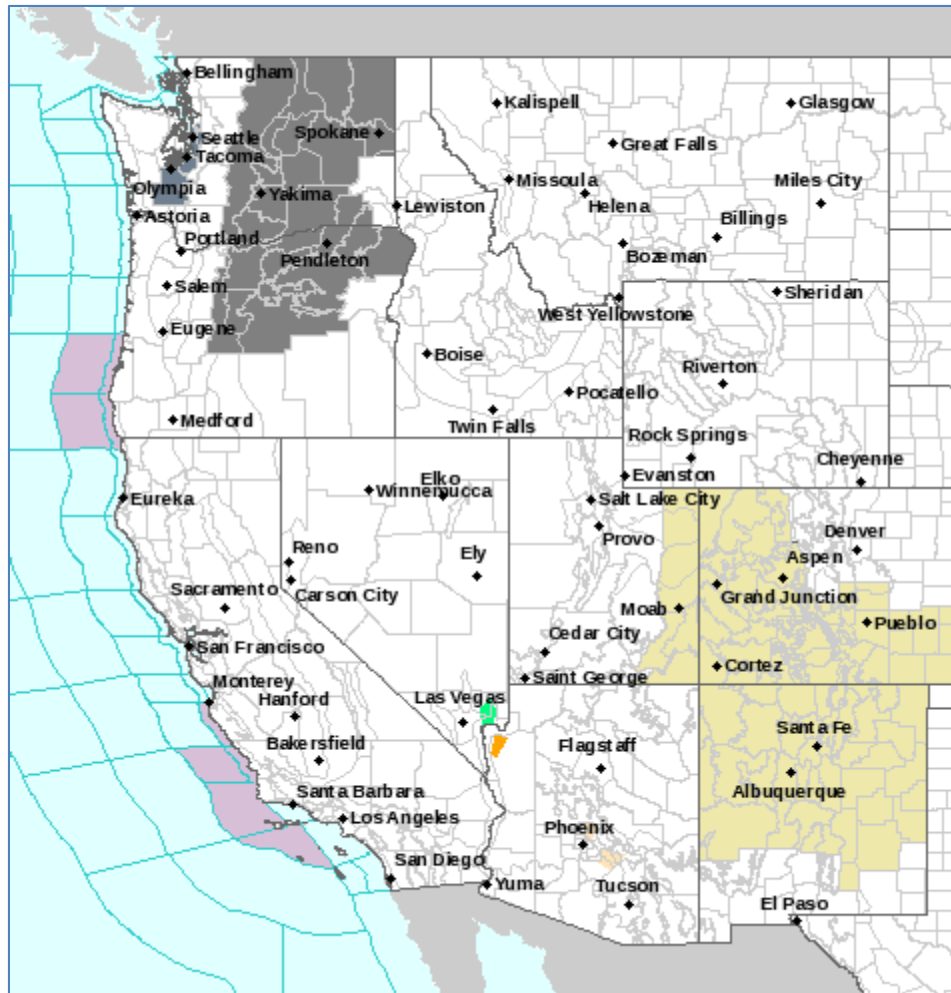 Bellingham
Kalispell
Glasgow
Seattle
Spokane
Great Falls
Tacoma
Olympia
Yakima
Missoula
Helena
Miles City
Lewiston
Astoria
Billings
Portland
Pendleton
Bozeman
Salem
Sheridan
West Yellowstone
Eugene
Boise
Riverton
Pocatello
Medford
Twin Falls
Rock Springs
Cheyenne
Evanston
Elko
Winnemucca
Eureka
Salt Lake City
Provo
Denver
Reno
Ely
Aspen
Carson City
Grand Junction
Sacramento
Moab
Pueblo
Cedar City
San Francisco
Cortez
Saint George
Monterey
Hanford
Las Vegas
Santa Fe
Bakersfield
Flagstaff
Albuquerque
Santa Barbara
Los Angeles
Phoenix
San Diego
Yuma
Tucson
El Paso